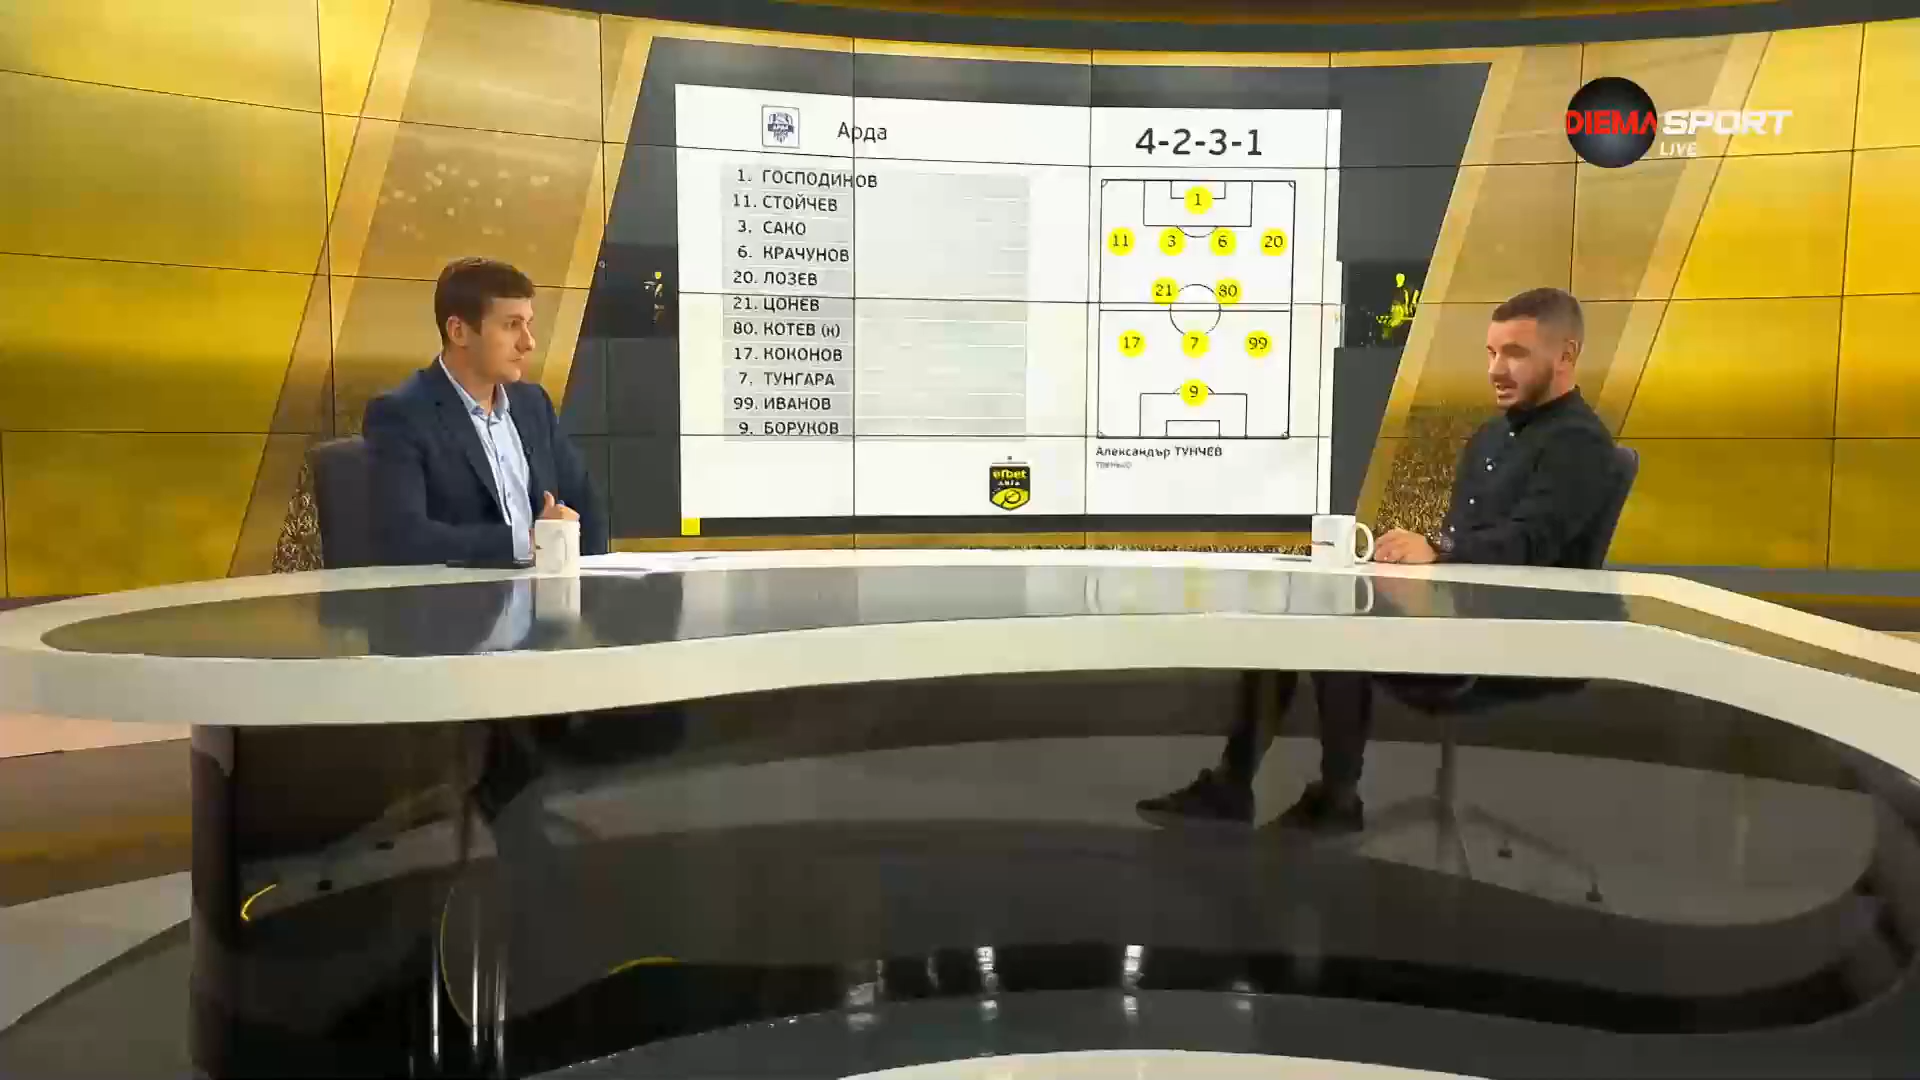 DIEMA SPORT
LIVE
Арда
4-2-3-1
1. ГОСПОДИНОВ
11. СТОЙЧЕВ
3. САКО
6. КРАЧУНОВ
20. ЛОЗЕВ
21. ЦОНЕВ
80. КОТЕВ (к)
17. КОКОНОВ
7. ТУНГАРА
99. ИВАНОВ
9. БОРУКОВ
1
11 3 6 20
21 80
17 7 99
9
Александър ТУНЧЕВ
треньор
efbet